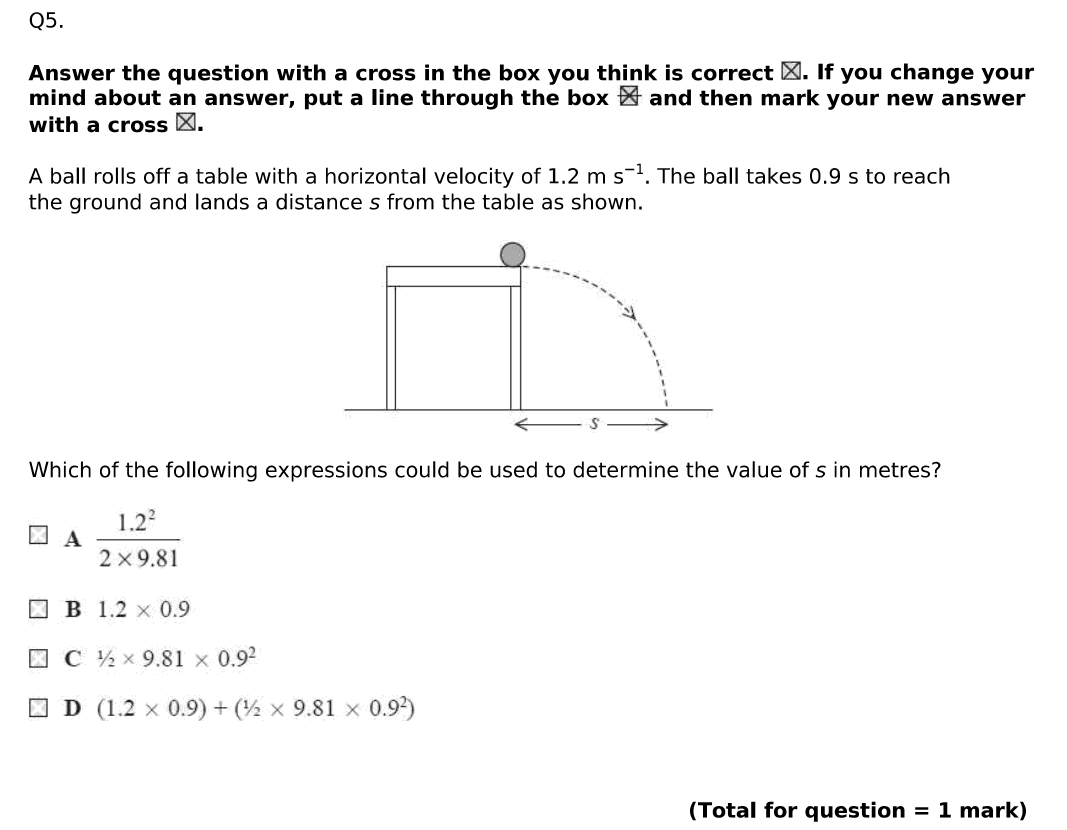 Q5.
Answer the question with a cross in the box you think is correct ☒. If you change your
mind about an answer, put a line through the box ☒ and then mark your new answer
with a cross ☒.
A ball rolls off a table with a horizontal velocity of 1.2 m s⁻¹. The ball takes 0.9 s to reach
the ground and lands a distance s from the table as shown.
s
Which of the following expressions could be used to determine the value of s in metres?
A 1.2² / 2 × 9.81
B 1.2 × 0.9
C ½ × 9.81 × 0.9²
D (1.2 × 0.9) + (½ × 9.81 × 0.9²)
(Total for question = 1 mark)